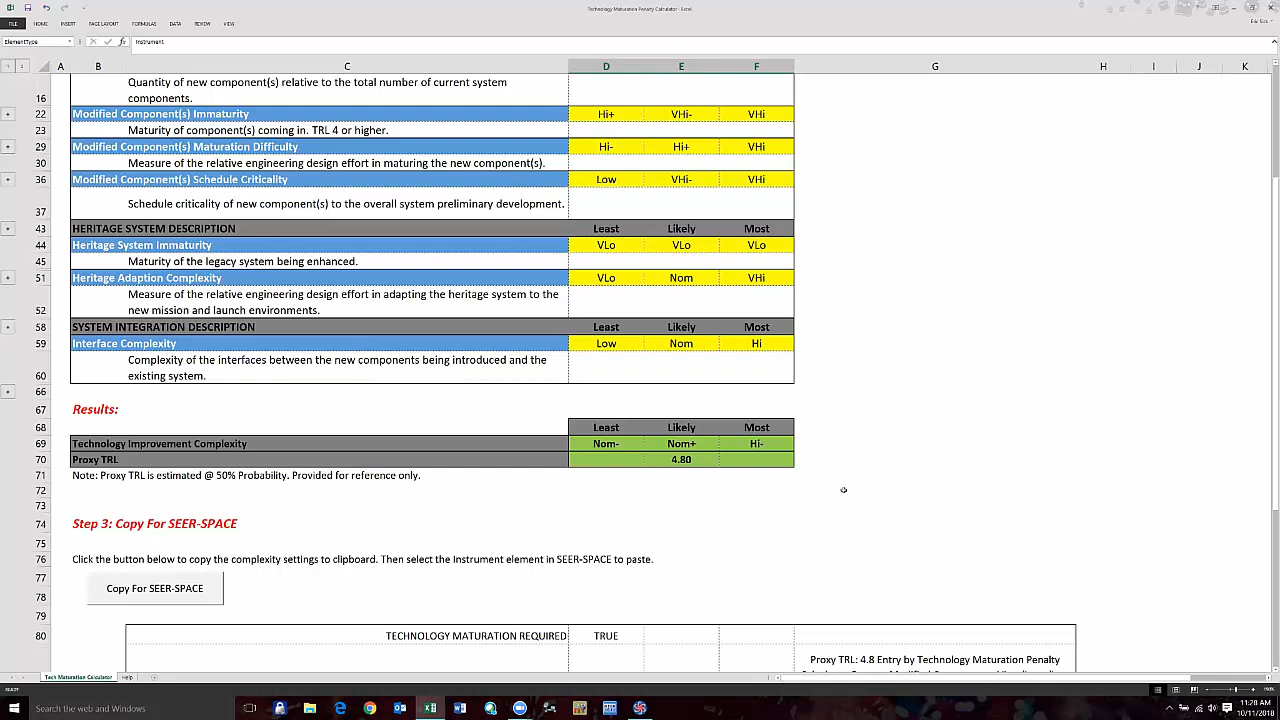 Technology Maturation Penalty Calculator - Excel
FILE HOME INSERT PAGE LAYOUT FORMULAS DATA REVIEW VIEW
Eric Sick
ElementType fx Instrument
1 2 A B C D E F G H I J K
Quantity of new component(s) relative to the total number of current system
16 components.
22 Modified Component(s) Immaturity Hi+ VHi- VHi
23 Maturity of component(s) coming in. TRL 4 or higher.
29 Modified Component(s) Maturation Difficulty Hi- Hi+ VHi
30 Measure of the relative engineering design effort in maturing the new component(s).
36 Modified Component(s) Schedule Criticality Low VHi- VHi
37 Schedule criticality of new component(s) to the overall system preliminary development.
43 HERITAGE SYSTEM DESCRIPTION Least Likely Most
44 Heritage System Immaturity VLo VLo VLo
45 Maturity of the legacy system being enhanced.
51 Heritage Adaption Complexity VLo Nom VHi
Measure of the relative engineering design effort in adapting the heritage system to the
52 new mission and launch environments.
58 SYSTEM INTEGRATION DESCRIPTION Least Likely Most
59 Interface Complexity Low Nom Hi
Complexity of the interfaces between the new components being introduced and the
60 existing system.
66
67 Results:
68 Least Likely Most
69 Technology Improvement Complexity Nom- Nom+ Hi-
70 Proxy TRL 4.80
71 Note: Proxy TRL is estimated @ 50% Probability. Provided for reference only.
72
73
74 Step 3: Copy For SEER-SPACE
75
76 Click the button below to copy the complexity settings to clipboard. Then select the Instrument element in SEER-SPACE to paste.
77
Copy For SEER-SPACE
78
79
80 TECHNOLOGY MATURATION REQUIRED TRUE
Proxy TRL: 4.8 Entry by Technology Maturation Penalty
Tech Maturation Calculator Help
READY 150%
Search the web and Windows
11:28 AM
10/11/2018